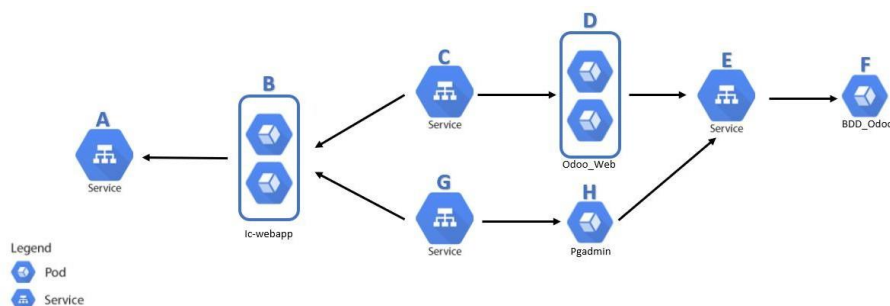 A
Service
B
Ic-webapp
C
Service
D
Odoo_Web
E
Service
F
BDD_Odoo
G
Service
H
Pgadmin
Legend
Pod
Service